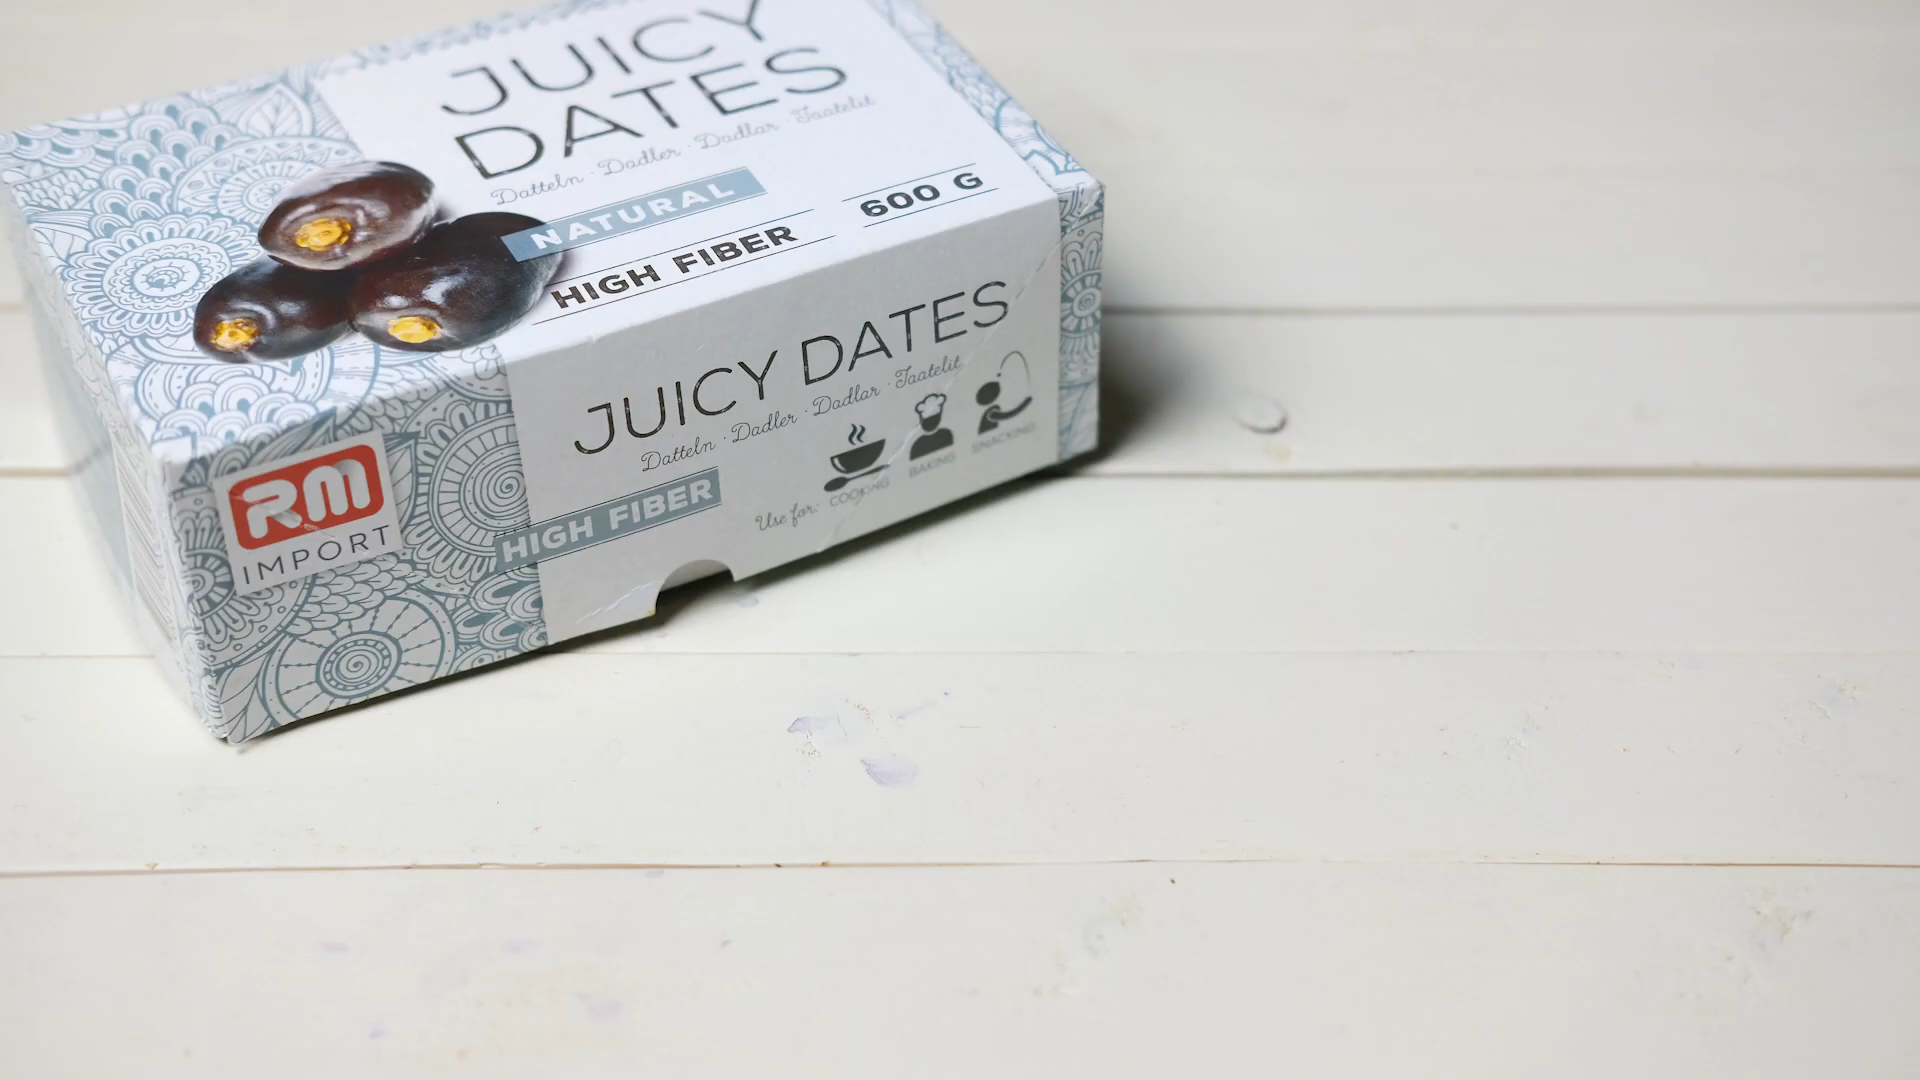 JUICY
DATES
Datteln · Dadler · Dadlar · Taatelit
NATURAL
HIGH FIBER
600 G
JUICY DATES
Datteln · Dadler · Dadlar · Taatelit
HIGH FIBER
Use for:
COOKING
BAKING
SNACKING
RM
IMPORT